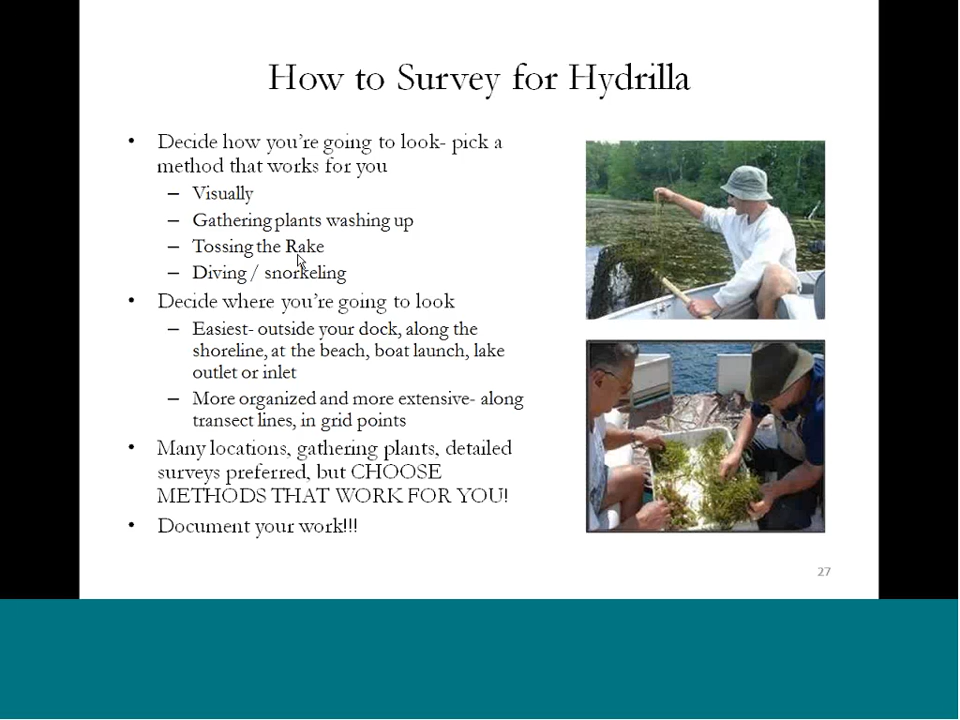 How to Survey for Hydrilla
• Decide how you're going to look- pick a
method that works for you
– Visually
– Gathering plants washing up
– Tossing the Rake
– Diving / snorkeling
• Decide where you're going to look
– Easiest- outside your dock, along the
shoreline, at the beach, boat launch, lake
outlet or inlet
– More organized and more extensive- along
transect lines, in grid points
• Many locations, gathering plants, detailed
surveys preferred, but CHOOSE
METHODS THAT WORK FOR YOU!
• Document your work!!!
27